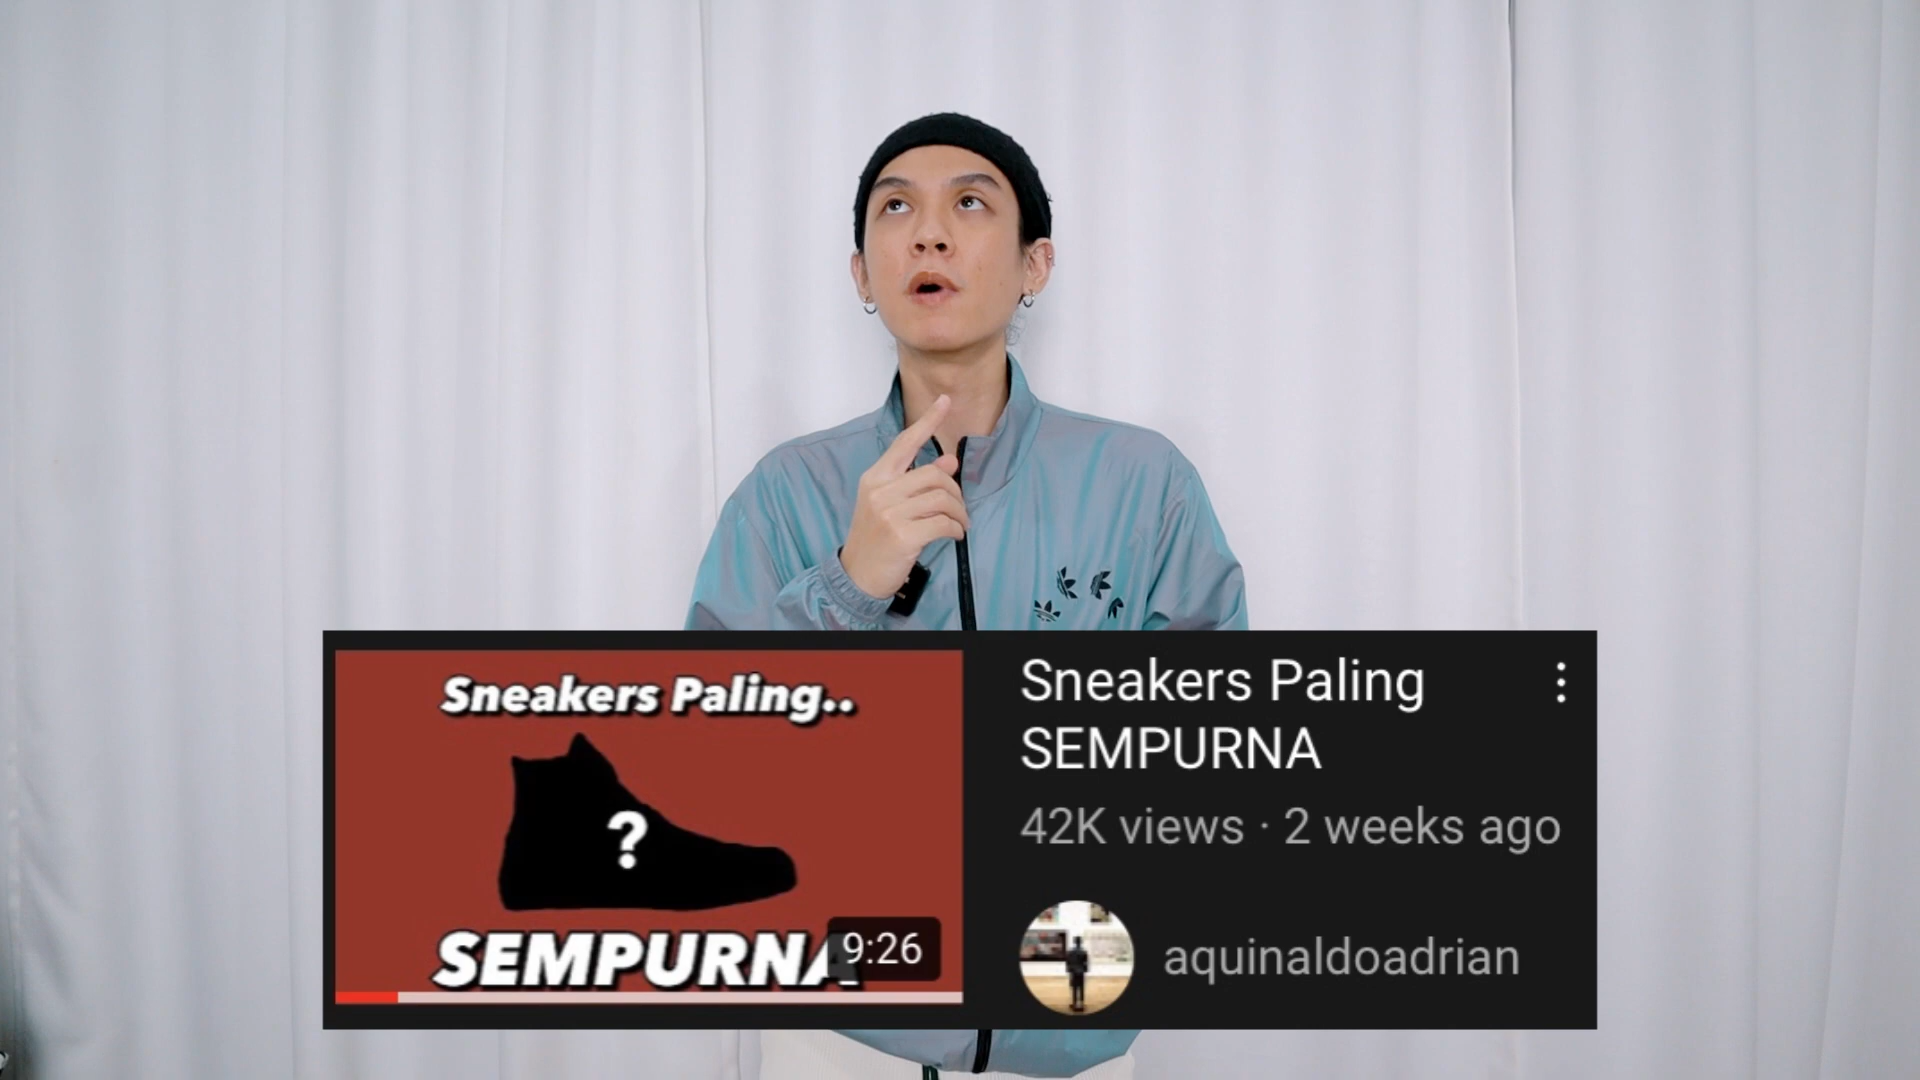 Sneakers Paling..
?
SEMPURNA
9:26
Sneakers Paling
SEMPURNA
42K views · 2 weeks ago
aquinaldoadrian